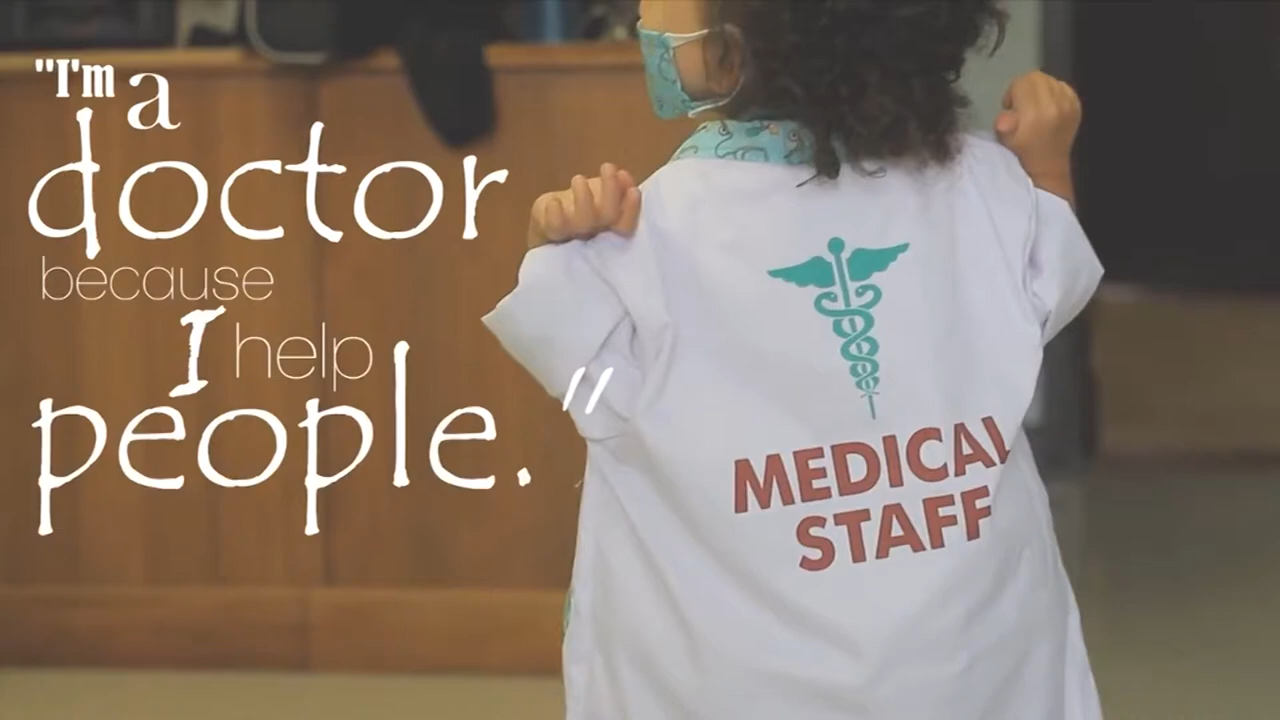 "I'm a
doctor
because
I help
people."
MEDICAL
STAFF